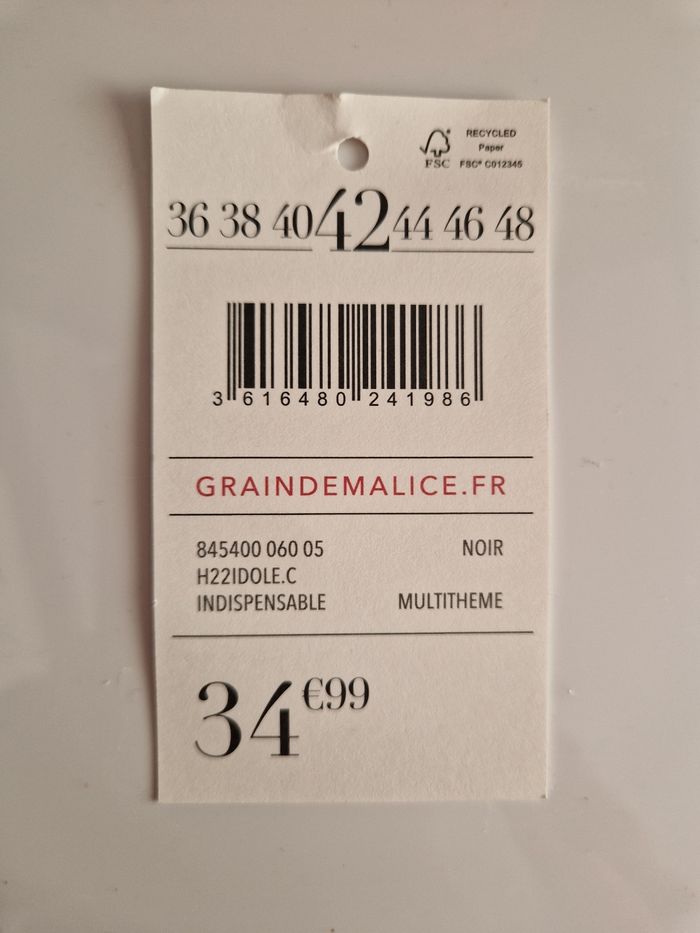 RECYCLED
Paper
FSC
FSC® C012345
36 38 40 42 44 46 48
3 616480 241986
GRAINDEMALICE.FR
845400 060 05 NOIR
H22IDOLE.C
INDISPENSABLE MULTITHEME
34€99